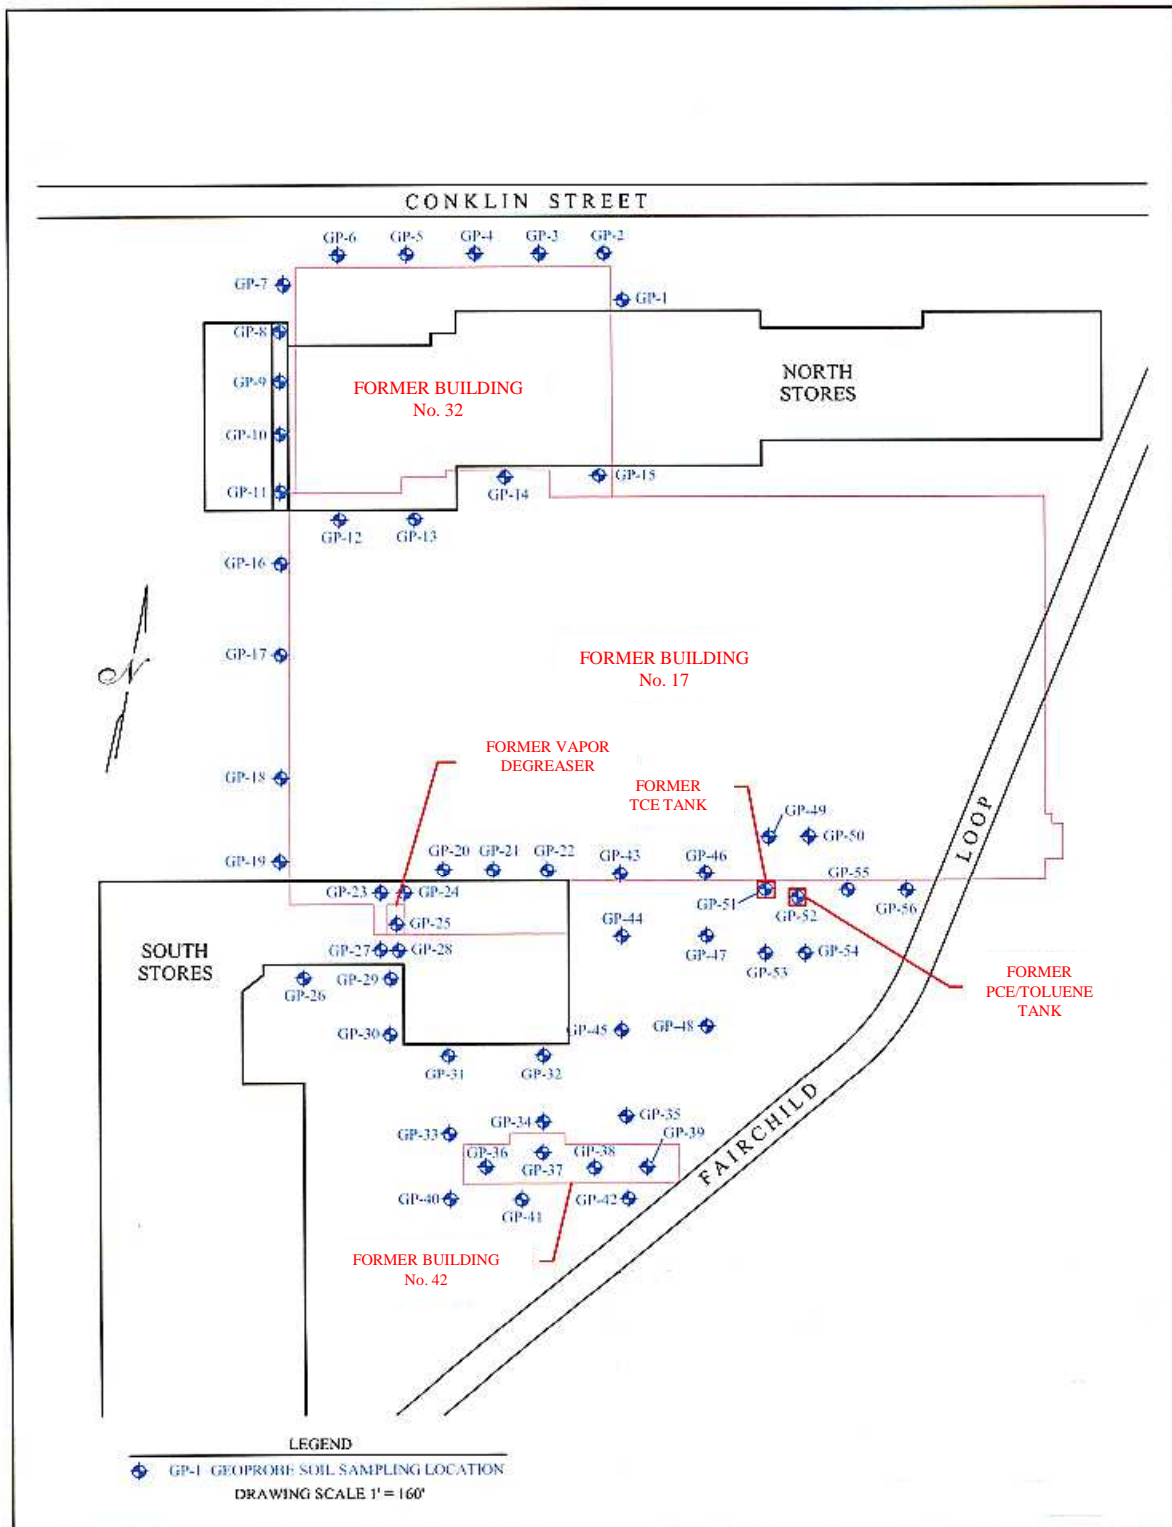 CONKLIN STREET
GP-6
GP-5
GP-4
GP-3
GP-2
GP-7
GP-1
GP-8
GP-9
GP-10
GP-11
FORMER BUILDING
No. 32
NORTH
STORES
GP-14
GP-15
GP-12
GP-13
GP-16
GP-17
N
FORMER BUILDING
No. 17
GP-18
FORMER VAPOR
DEGREASER
FORMER
TCE TANK
GP-49
GP-50
LOOP
GP-19
GP-20
GP-21
GP-22
GP-43
GP-46
GP-23
GP-24
GP-51
GP-52
GP-55
GP-56
GP-25
GP-44
SOUTH
STORES
GP-27
GP-28
GP-47
GP-53
GP-54
GP-26
GP-29
FORMER
PCE/TOLUENE
TANK
GP-30
GP-45
GP-48
GP-31
GP-32
FAIRCHILD
GP-33
GP-34
GP-35
GP-36
GP-37
GP-38
GP-39
GP-40
GP-41
GP-42
FORMER BUILDING
No. 42
LEGEND
GP-1 GEOPROBE SOIL SAMPLING LOCATION
DRAWING SCALE 1' = 160'